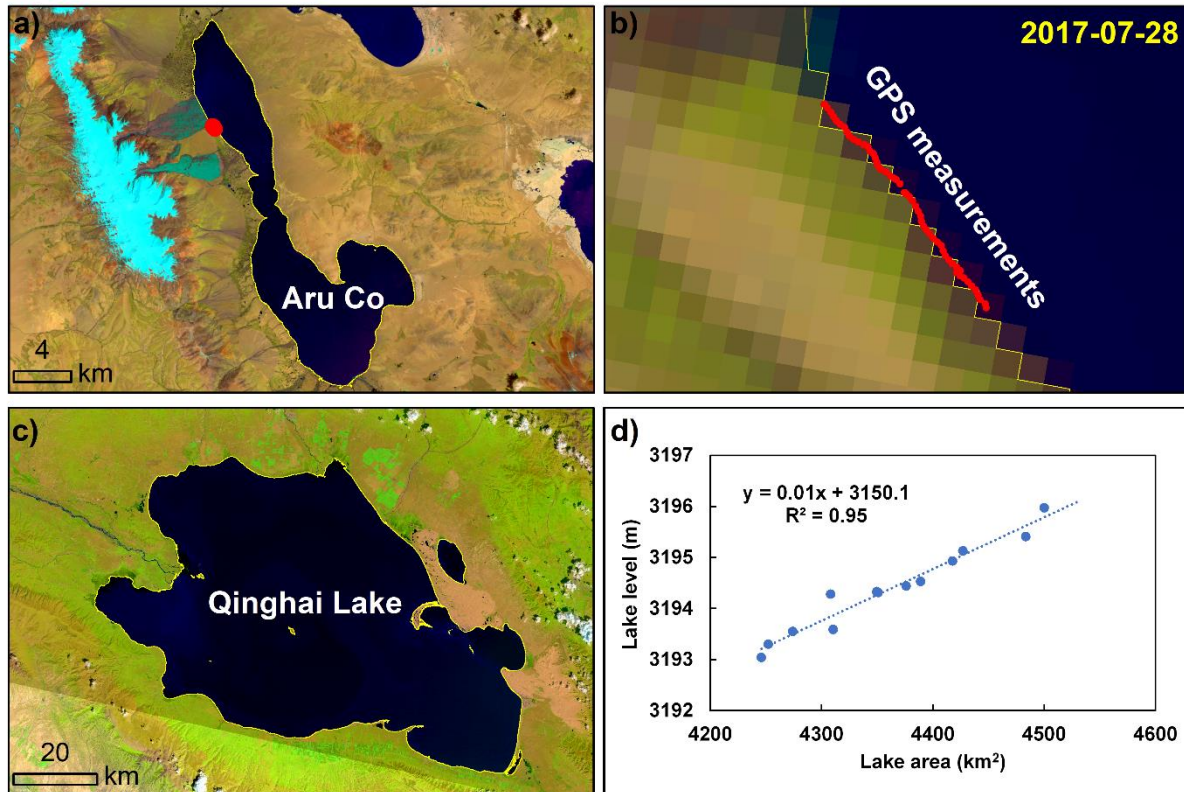 a)
Aru Co
4
km
b)
2017-07-28
GPS measurements
c)
Qinghai Lake
20
km
d)
3197
3196
3195
3194
3193
3192
y = 0.01x + 3150.1
R² = 0.95
Lake level (m)
4200 4300 4400 4500 4600
Lake area (km²)